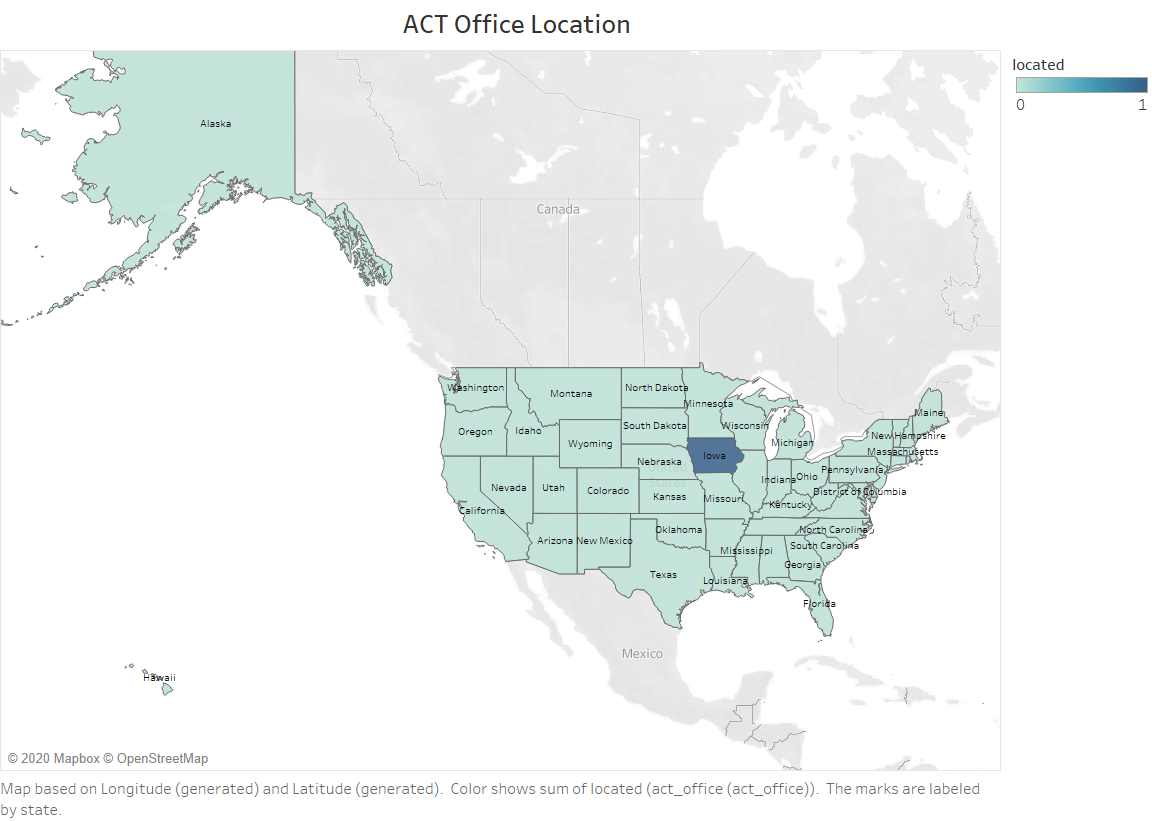 ACT Office Location
located
0 1
Alaska
Canada
Washington
Montana
North Dakota
Minnesota
Maine
Oregon
Idaho
South Dakota
Wisconsin
New Hampshire
Wyoming
Michigan
Massachusetts
Iowa
Nebraska
United States
Pennsylvania
Nevada
Utah
Colorado
Kansas
Missouri
Indiana
Ohio
District of Columbia
California
Kentucky
Arizona
New Mexico
Oklahoma
North Carolina
Mississippi
South Carolina
Georgia
Texas
Louisiana
Florida
Mexico
Hawaii
© 2020 Mapbox © OpenStreetMap
Map based on Longitude (generated) and Latitude (generated). Color shows sum of located (act_office (act_office)). The marks are labeled
by state.